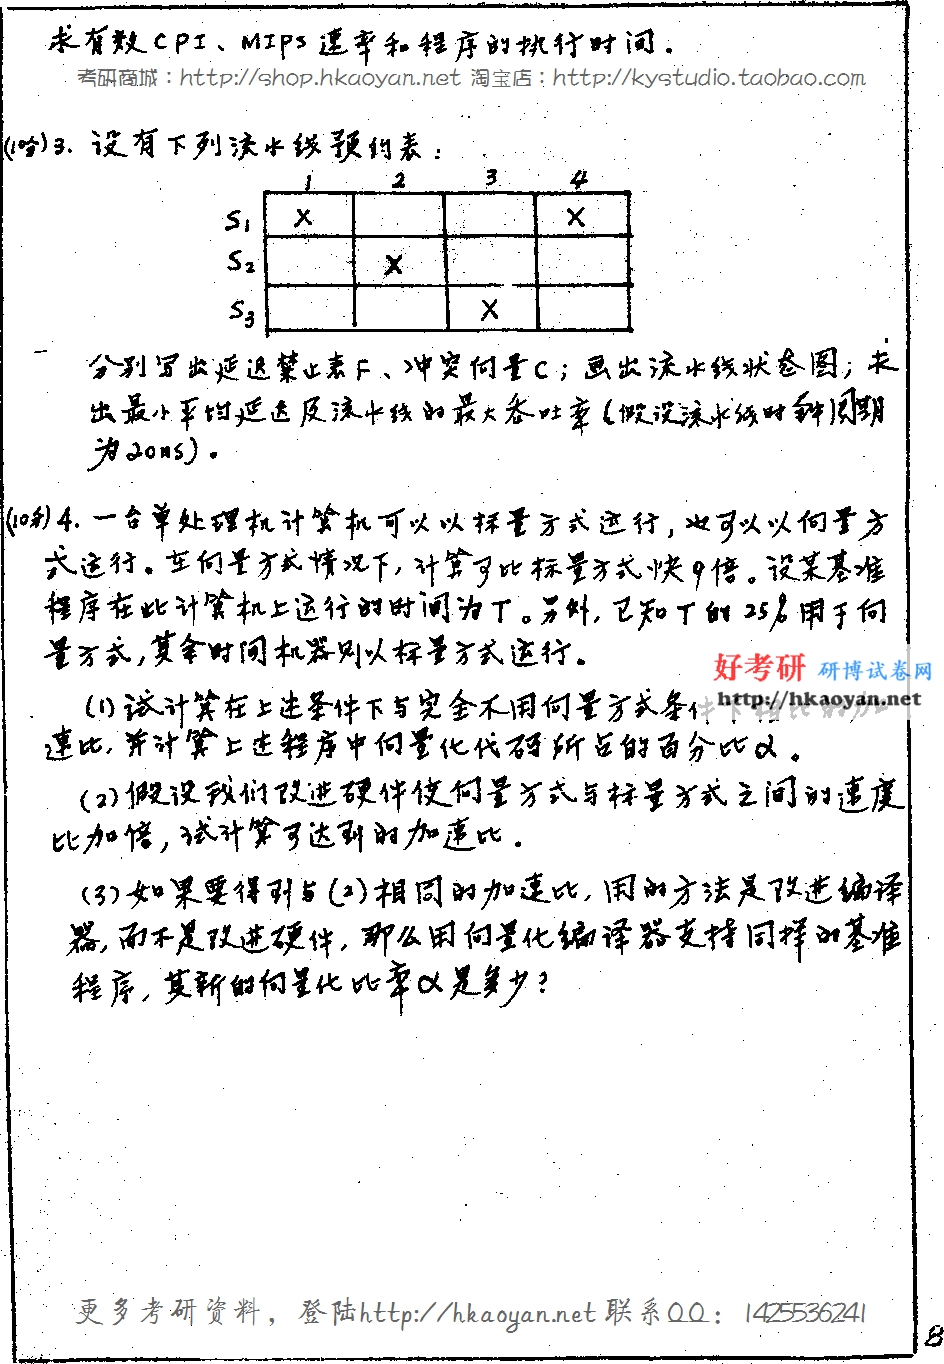 求有效CPI、MIPS速率和程序的执行时间.
考研商城：http://shop.hkaoyan.net 淘宝店：http://kystudio.taobao.com
(10分) 3. 设有下列流水线预约表：
1 2 3 4
S1 X X
S2 X
S3 X
分别写出延迟禁止表F、冲突向量C；画出流水线状态图；求
出最小平均延迟及流水线的最大吞吐率(假设流水线时钟周期
为20ns)。
(10分) 4. 一台单处理机计算机可以以标量方式运行，也可以以向量方
式运行。在向量方式情况下，计算可比标量方式快9倍。设某基准
程序在此计算机上运行的时间为T。另外，已知T的25%用于向
量方式，其余时间机器则以标量方式运行。
好考研 研博试卷网
http://hkaoyan.net
(1) 试计算在上述条件下与完全不用向量方式条件下相比的加
速比，并计算上述程序中向量化代码所占的百分比α。
(2) 假设我们改进硬件使向量方式与标量方式之间的速度
比加倍，试计算可达到的加速比.
(3) 如果要得到与(2)相同的加速比，用的方法是改进编译
器，而不是改进硬件，那么用向量化编译器支持同样的基准
程序，其新的向量化比率α是多少？
更多考研资料，登陆http://hkaoyan.net 联系QQ：1425536241
8